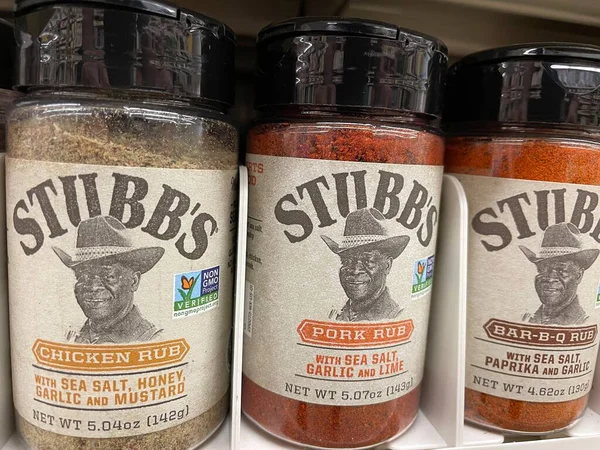 STUBB'S
NON
GMO
Project
VERIFIED
nongmoproject.org
CHICKEN RUB
WITH SEA SALT, HONEY,
GARLIC AND MUSTARD
NET WT 5.04oz (142g)
STUBB'S
PORK RUB
WITH SEA SALT,
GARLIC AND LIME
NET WT 5.07oz (143g)
STUBB
BAR-B-Q RUB
WITH SEA SALT,
PAPRIKA AND GARLIC
NET WT 4.62oz (130g